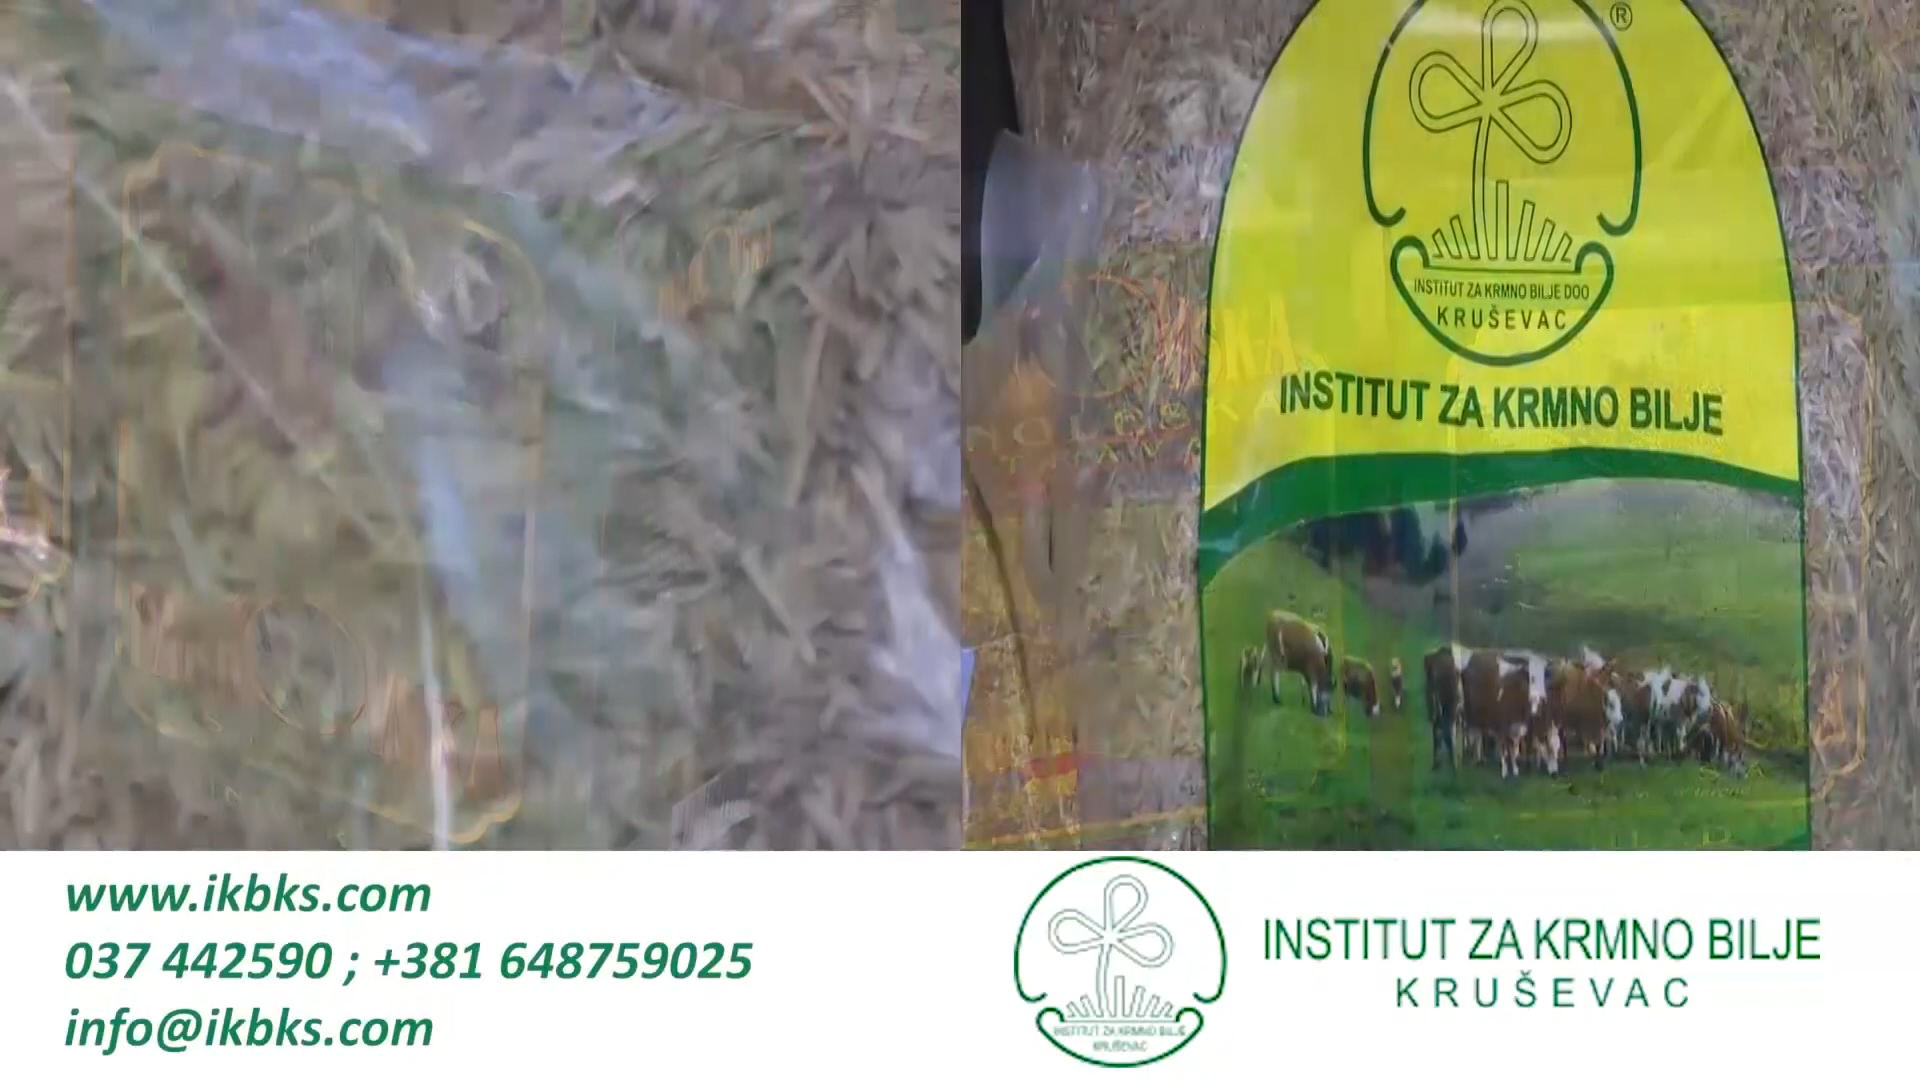 ®
INSTITUT ZA KRMNO BILJE DOO
KRUŠEVAC
INSTITUT ZA KRMNO BILJE
www.ikbks.com
037 442590 ; +381 648759025
info@ikbks.com
INSTITUT ZA KRMNO BILJE
KRUŠEVAC
INSTITUT ZA KRMNO BILJE
KRUŠEVAC